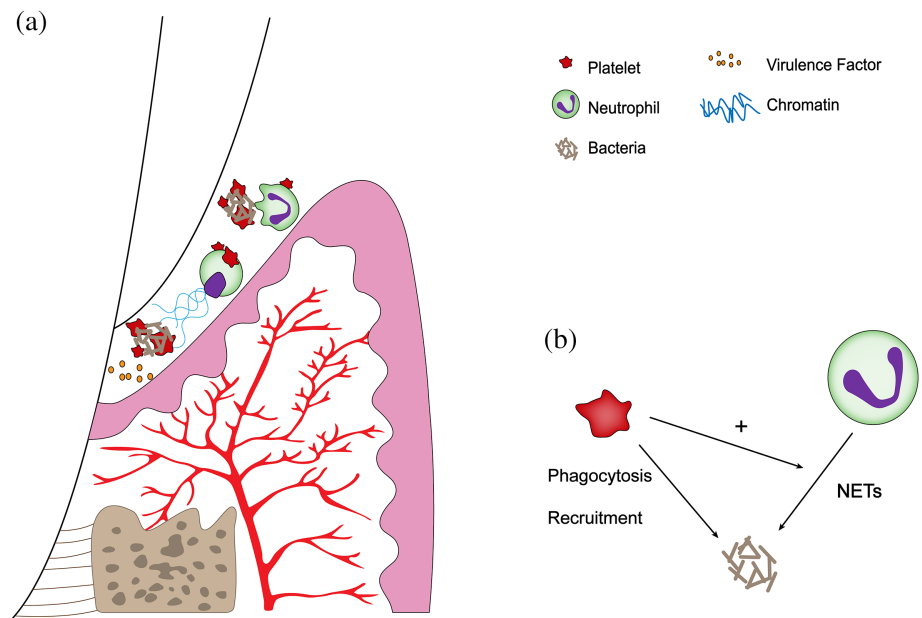 (a)
Platelet
Virulence Factor
Neutrophil
Chromatin
Bacteria
(b)
+
Phagocytosis
NETs
Recruitment